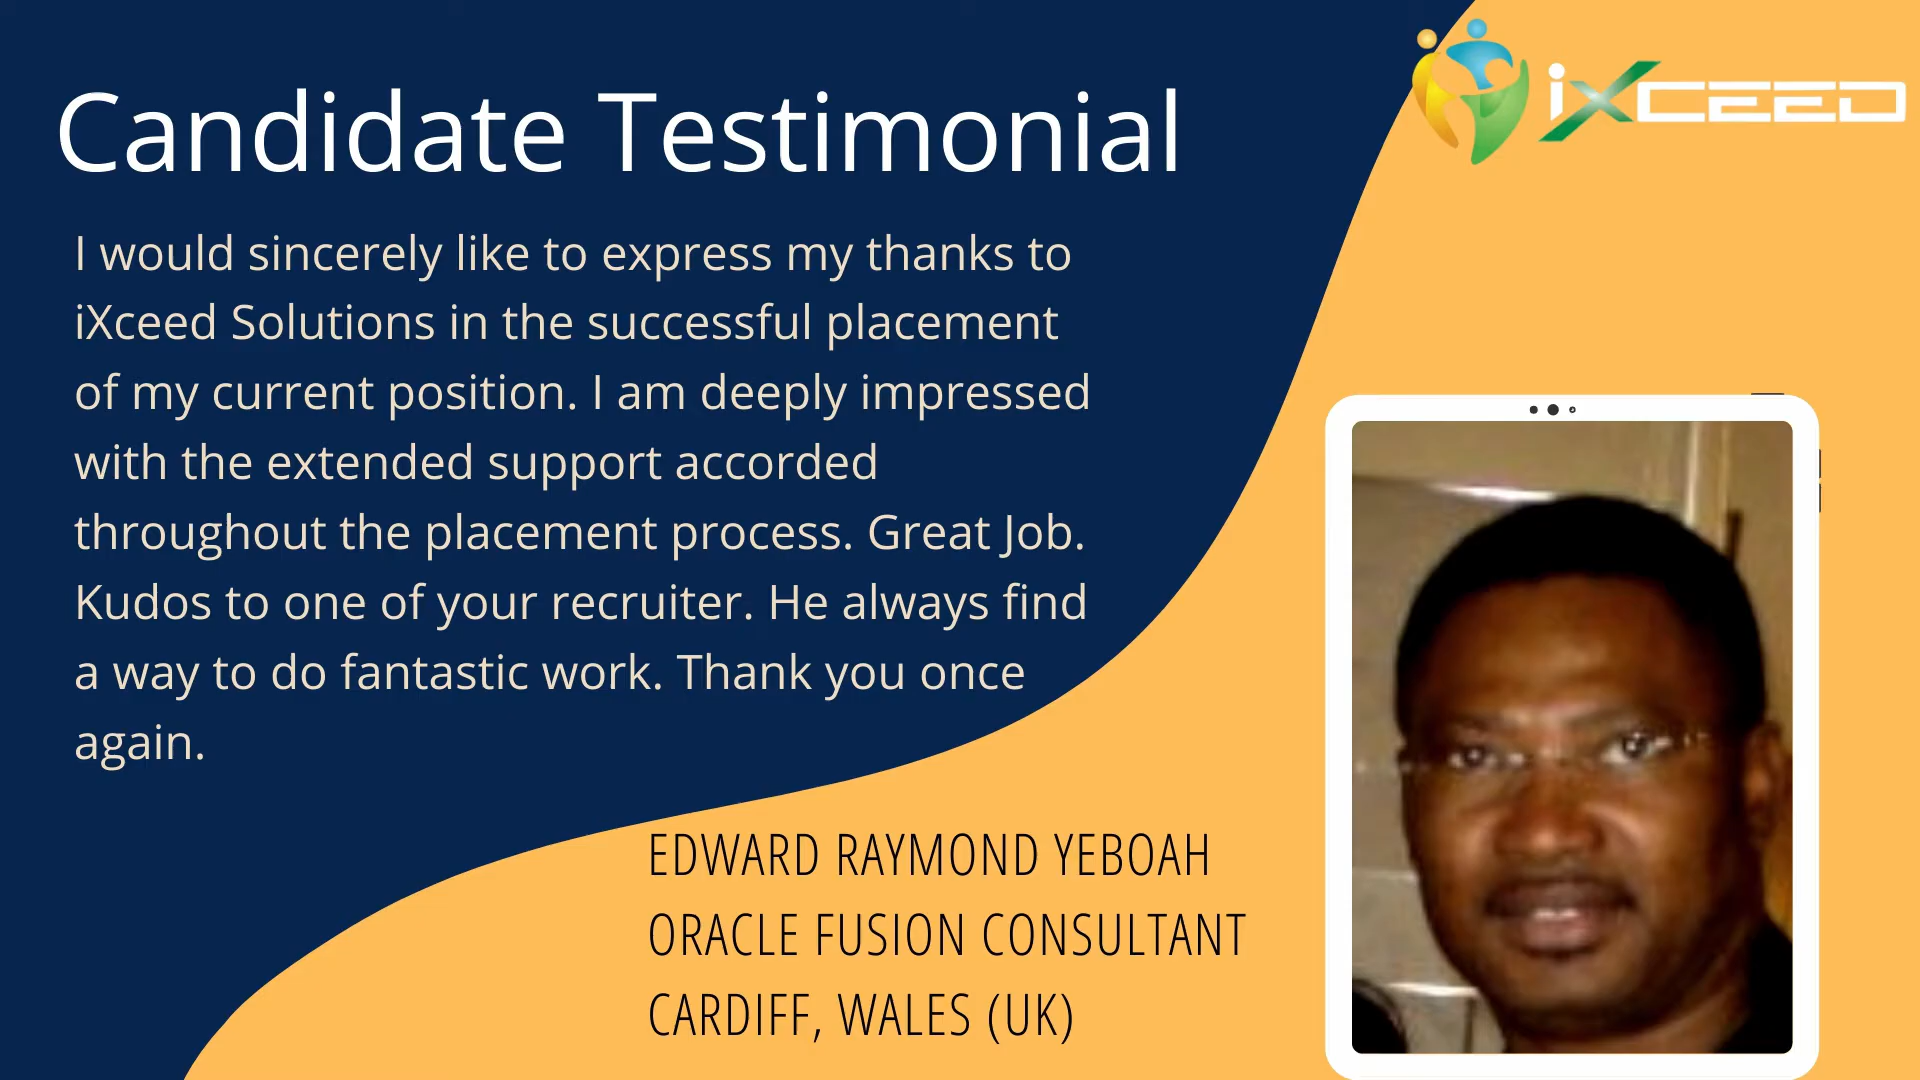 iXCEED
Candidate Testimonial
I would sincerely like to express my thanks to
iXceed Solutions in the successful placement
of my current position. I am deeply impressed
with the extended support accorded
throughout the placement process. Great Job.
Kudos to one of your recruiter. He always find
a way to do fantastic work. Thank you once
again.
EDWARD RAYMOND YEBOAH
ORACLE FUSION CONSULTANT
CARDIFF, WALES (UK)